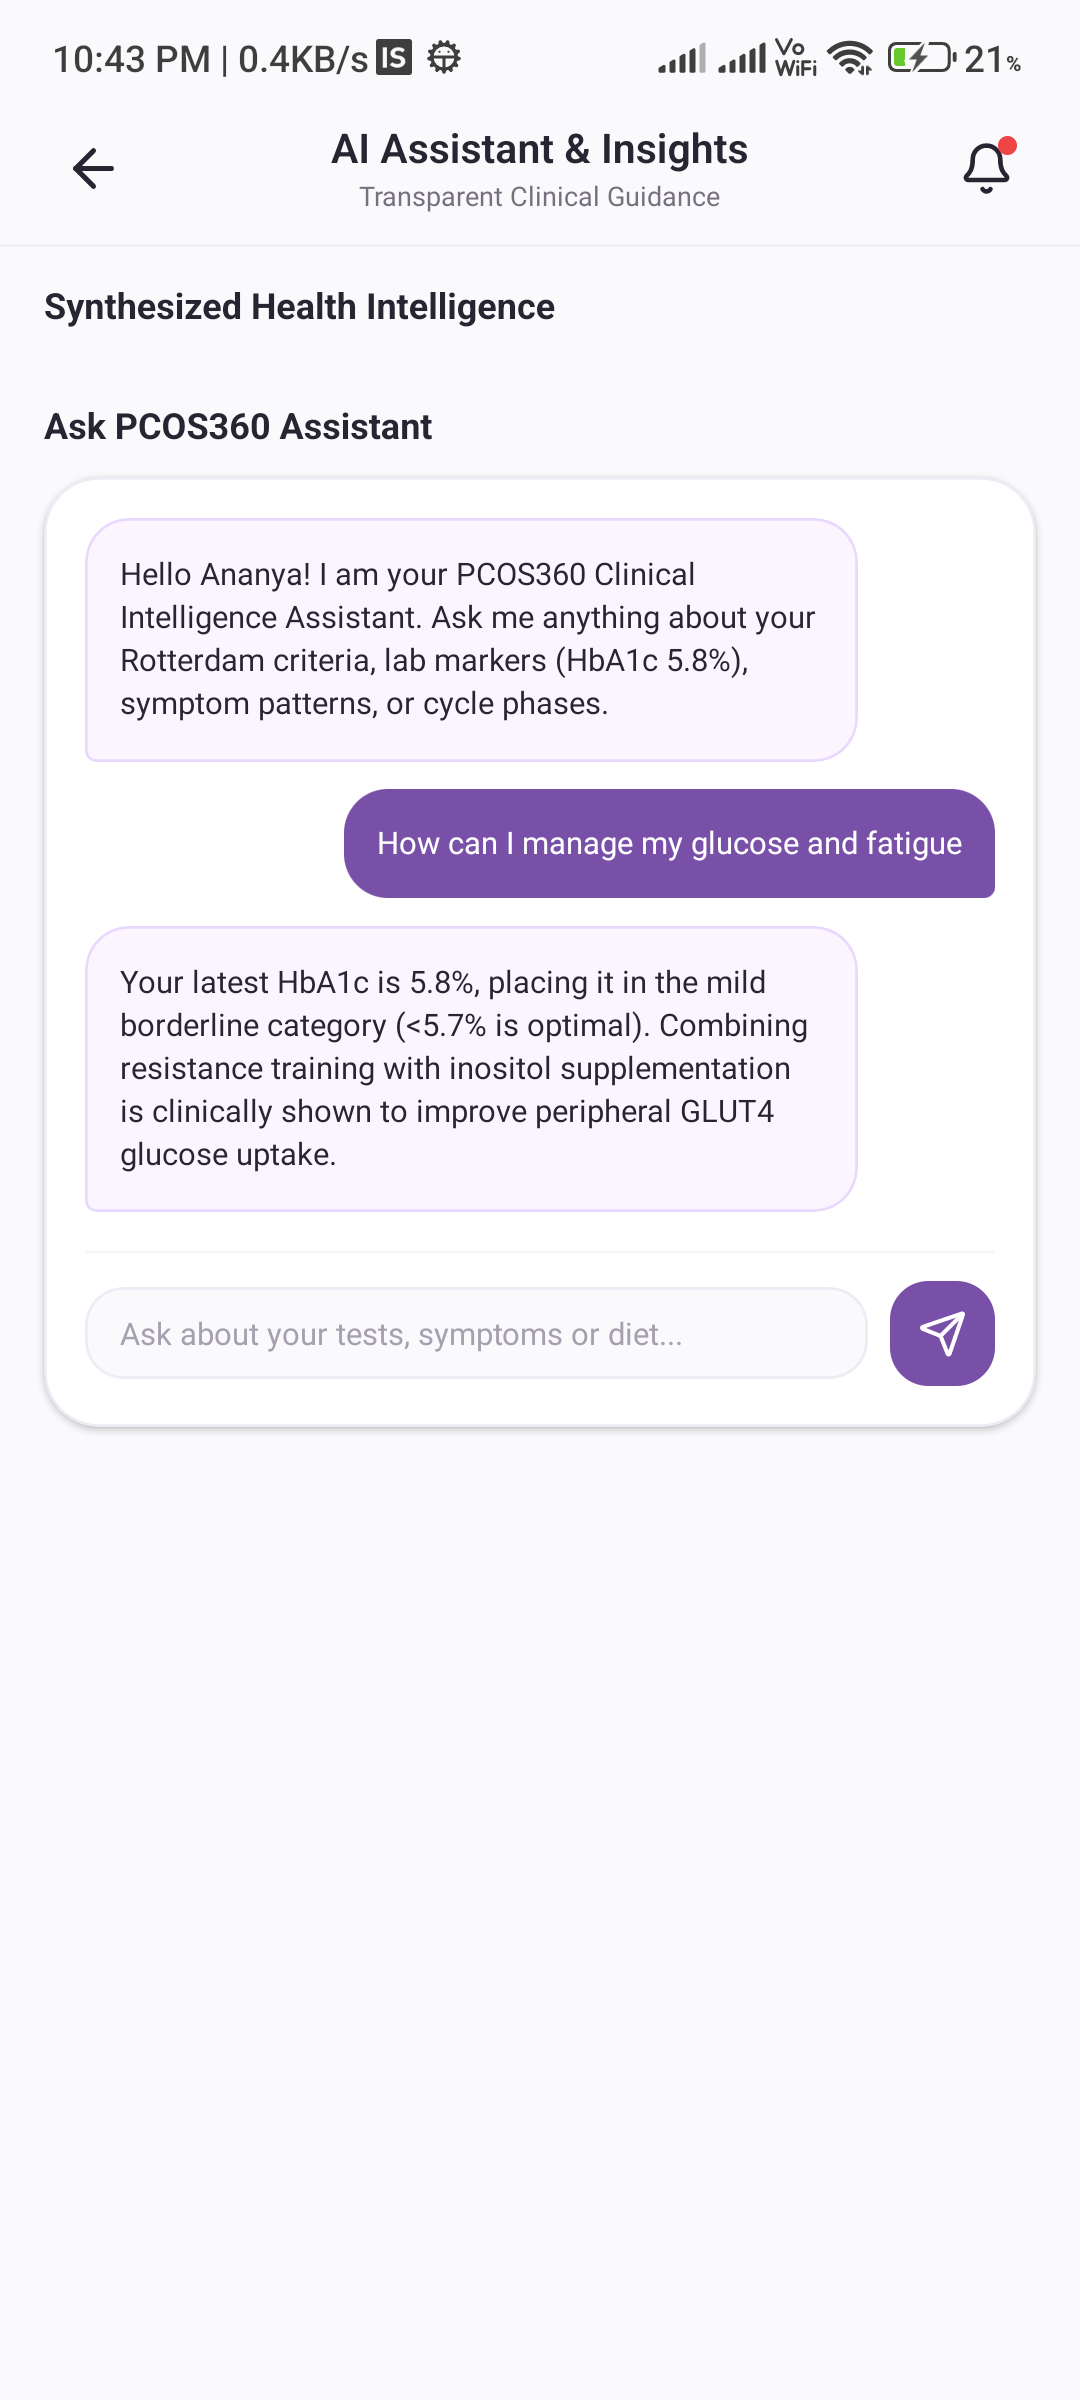 10:43 PM | 0.4KB/s IS
Vo WiFi 21%
AI Assistant & Insights
Transparent Clinical Guidance
Synthesized Health Intelligence
Ask PCOS360 Assistant
Hello Ananya! I am your PCOS360 Clinical
Intelligence Assistant. Ask me anything about your
Rotterdam criteria, lab markers (HbA1c 5.8%),
symptom patterns, or cycle phases.
How can I manage my glucose and fatigue
Your latest HbA1c is 5.8%, placing it in the mild
borderline category (<5.7% is optimal). Combining
resistance training with inositol supplementation
is clinically shown to improve peripheral GLUT4
glucose uptake.
Ask about your tests, symptoms or diet...